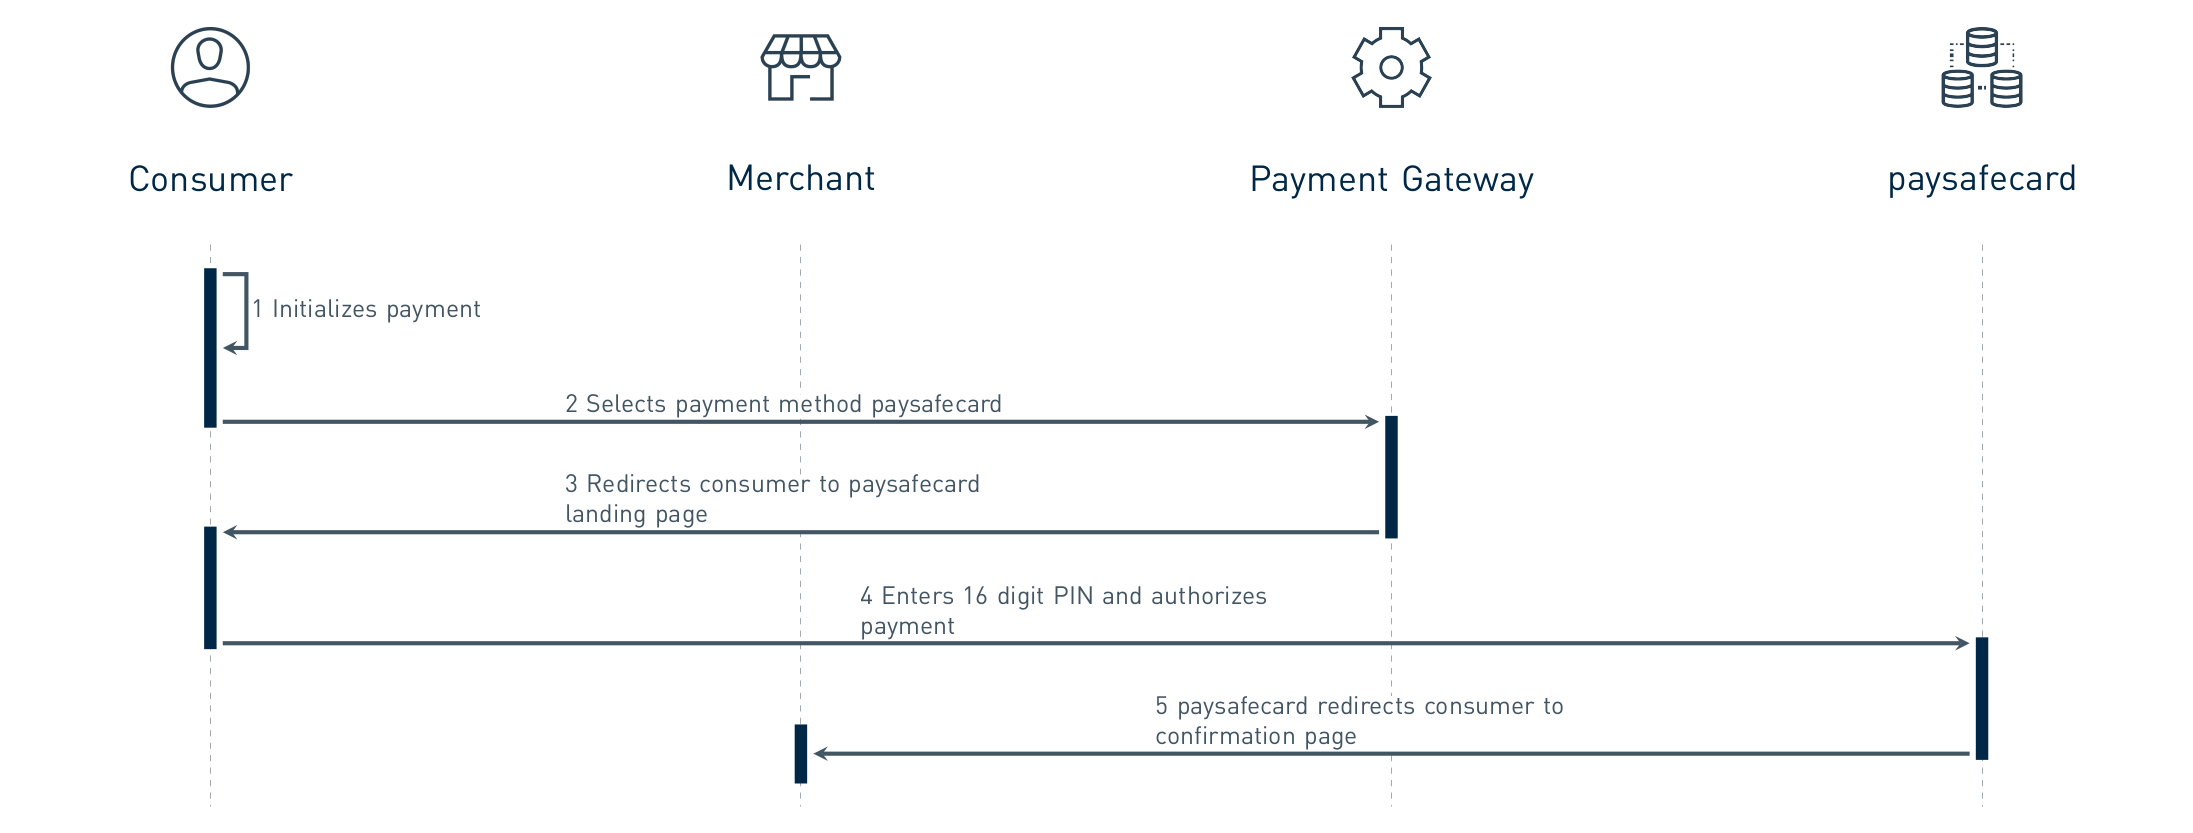 Consumer
Merchant
Payment Gateway
paysafecard
1 Initializes payment
2 Selects payment method paysafecard
3 Redirects consumer to paysafecard
landing page
4 Enters 16 digit PIN and authorizes
payment
5 paysafecard redirects consumer to
confirmation page